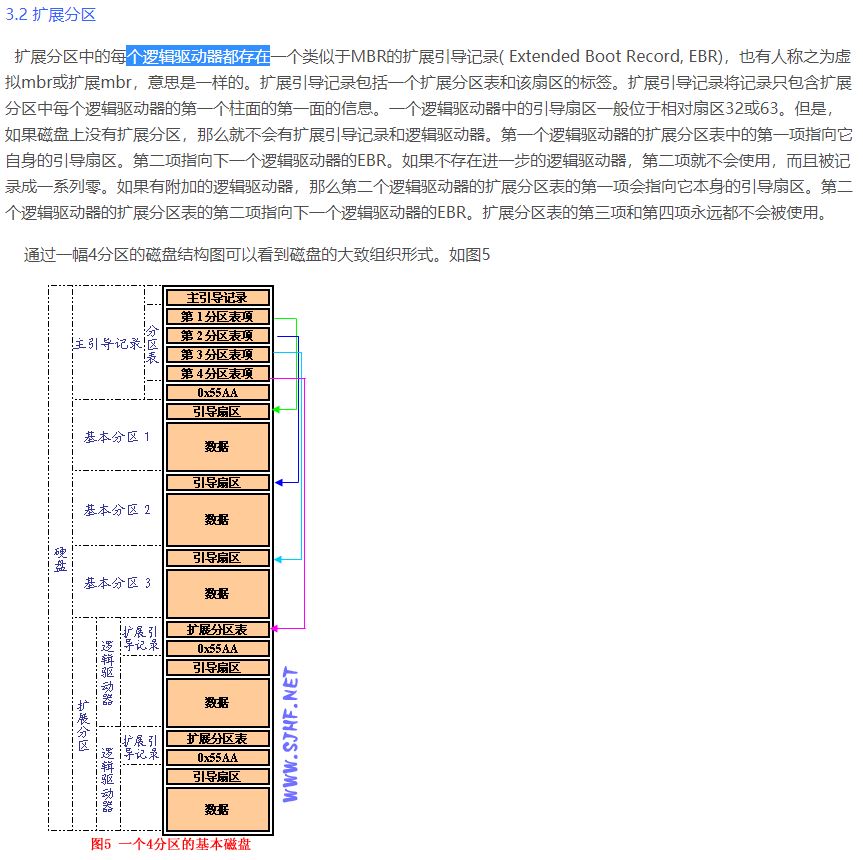 3.2 扩展分区
扩展分区中的每个逻辑驱动器都存在一个类似于MBR的扩展引导记录( Extended Boot Record, EBR)，也有人称之为虚
拟mbr或扩展mbr，意思是一样的。扩展引导记录包括一个扩展分区表和该扇区的标签。扩展引导记录将记录只包含扩展
分区中每个逻辑驱动器的第一个柱面的第一面的信息。一个逻辑驱动器中的引导扇区一般位于相对扇区32或63。但是，
如果磁盘上没有扩展分区，那么就不会有扩展引导记录和逻辑驱动器。第一个逻辑驱动器的扩展分区表中的第一项指向它
自身的引导扇区。第二项指向下一个逻辑驱动器的EBR。如果不存在进一步的逻辑驱动器，第二项就不会使用，而且被记
录成一系列零。如果有附加的逻辑驱动器，那么第二个逻辑驱动器的扩展分区表的第一项会指向它本身的引导扇区。第二
个逻辑驱动器的扩展分区表的第二项指向下一个逻辑驱动器的EBR。扩展分区表的第三项和第四项永远都不会被使用。
通过一幅4分区的磁盘结构图可以看到磁盘的大致组织形式。如图5
硬盘
主引导记录
分区表
主引导记录
第 1 分区表项
第 2 分区表项
第 3 分区表项
第 4 分区表项
0x55AA
基本分区 1
引导扇区
数据
基本分区 2
引导扇区
数据
基本分区 3
引导扇区
数据
扩展分区
逻辑驱动器
扩展引
导记录
扩展分区表
0x55AA
引导扇区
数据
逻辑驱动器
扩展引
导记录
扩展分区表
0x55AA
引导扇区
数据
WWW.SJHF.NET
图5 一个4分区的基本磁盘